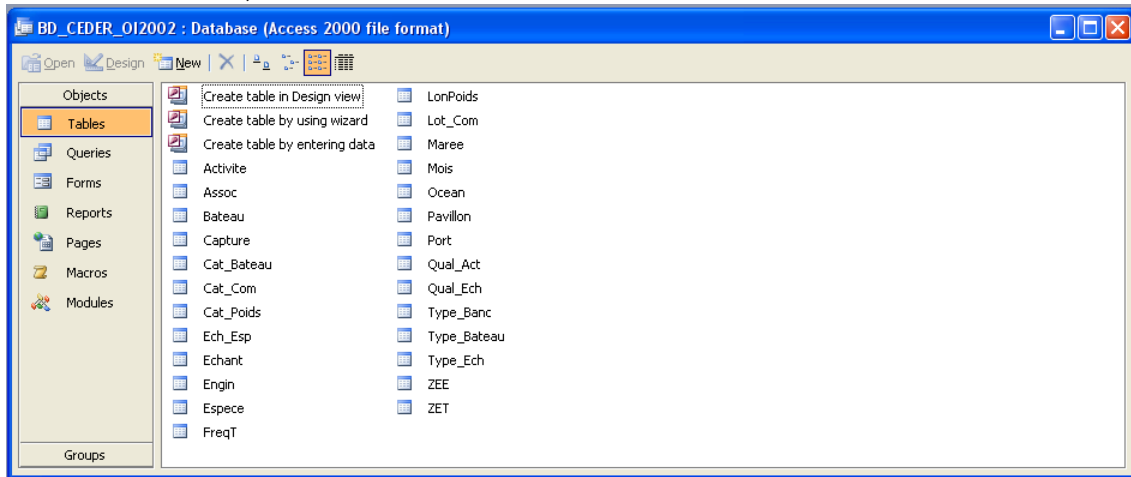 BD_CEDER_OI2002 : Database (Access 2000 file format)
Open Design New
Objects
Tables
Queries
Forms
Reports
Pages
Macros
Modules
Groups
Create table in Design view
Create table by using wizard
Create table by entering data
Activite
Assoc
Bateau
Capture
Cat_Bateau
Cat_Com
Cat_Poids
Ech_Esp
Echant
Engin
Espece
FreqT
LonPoids
Lot_Com
Maree
Mois
Ocean
Pavillon
Port
Qual_Act
Qual_Ech
Type_Banc
Type_Bateau
Type_Ech
ZEE
ZET